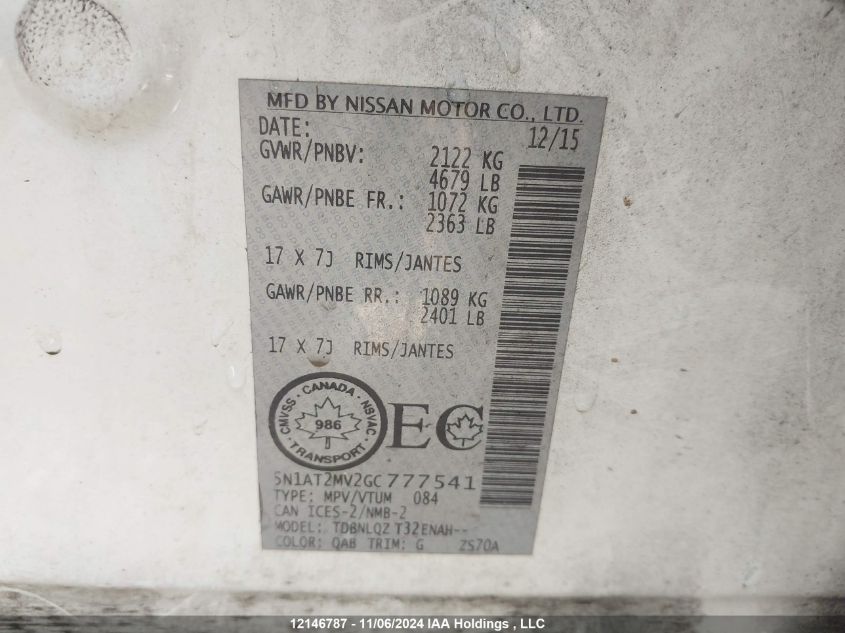 MFD BY NISSAN MOTOR CO., LTD.
DATE: 12/15
GVWR/PNBV: 2122 KG
4679 LB
GAWR/PNBE FR.: 1072 KG
2363 LB
17 X 7J RIMS/JANTES
GAWR/PNBE RR.: 1089 KG
2401 LB
17 X 7J RIMS/JANTES
CMVSS · CANADA · NSVAC
986
TRANSPORT
EC
5N1AT2MV2GC777541
TYPE: MPV/VTUM 084
CAN ICES-2/NMB-2
MODEL: TDBNLQZ T32ENAH--
COLOR: QAB TRIM: G ZS70A
12146787 - 11/06/2024 IAA Holdings , LLC